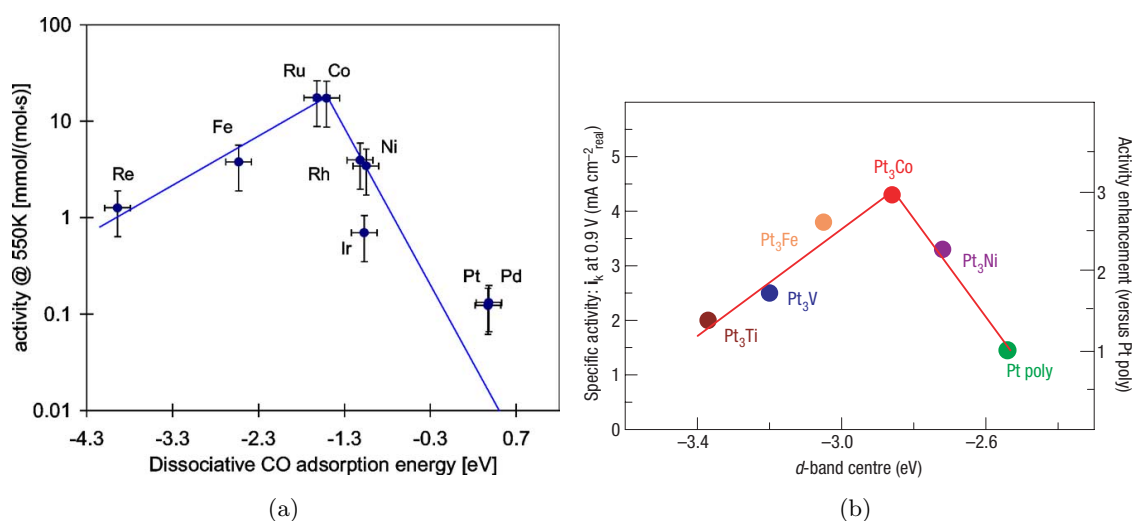 100
10
1
0.1
0.01
activity @ 550K [mmol/(mol·s)]
Re
Fe
Ru
Co
Rh
Ni
Ir
Pt
Pd
-4.3
-3.3
-2.3
-1.3
-0.3
0.7
Dissociative CO adsorption energy [eV]
(a)
Specific activity: iₖ at 0.9 V (mA cm⁻²real)
5
4
3
2
1
0
Pt₃Co
Pt₃Fe
Pt₃Ni
Pt₃V
Pt₃Ti
Pt poly
3
2
1
Activity enhancement (versus Pt poly)
−3.4
−3.0
−2.6
d-band centre (eV)
(b)